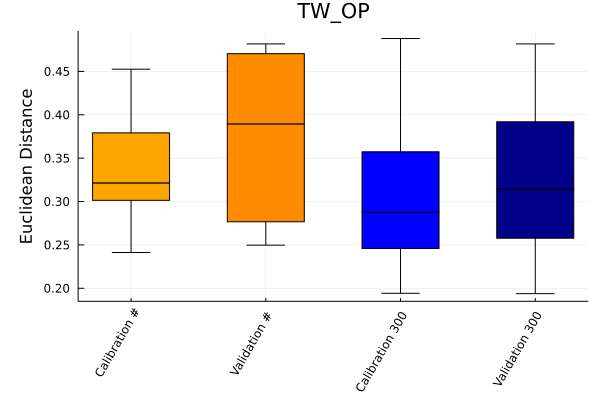 TW_OP
Euclidean Distance
0.45
0.40
0.35
0.30
0.25
0.20
Calibration #
Validation #
Calibration 300
Validation 300